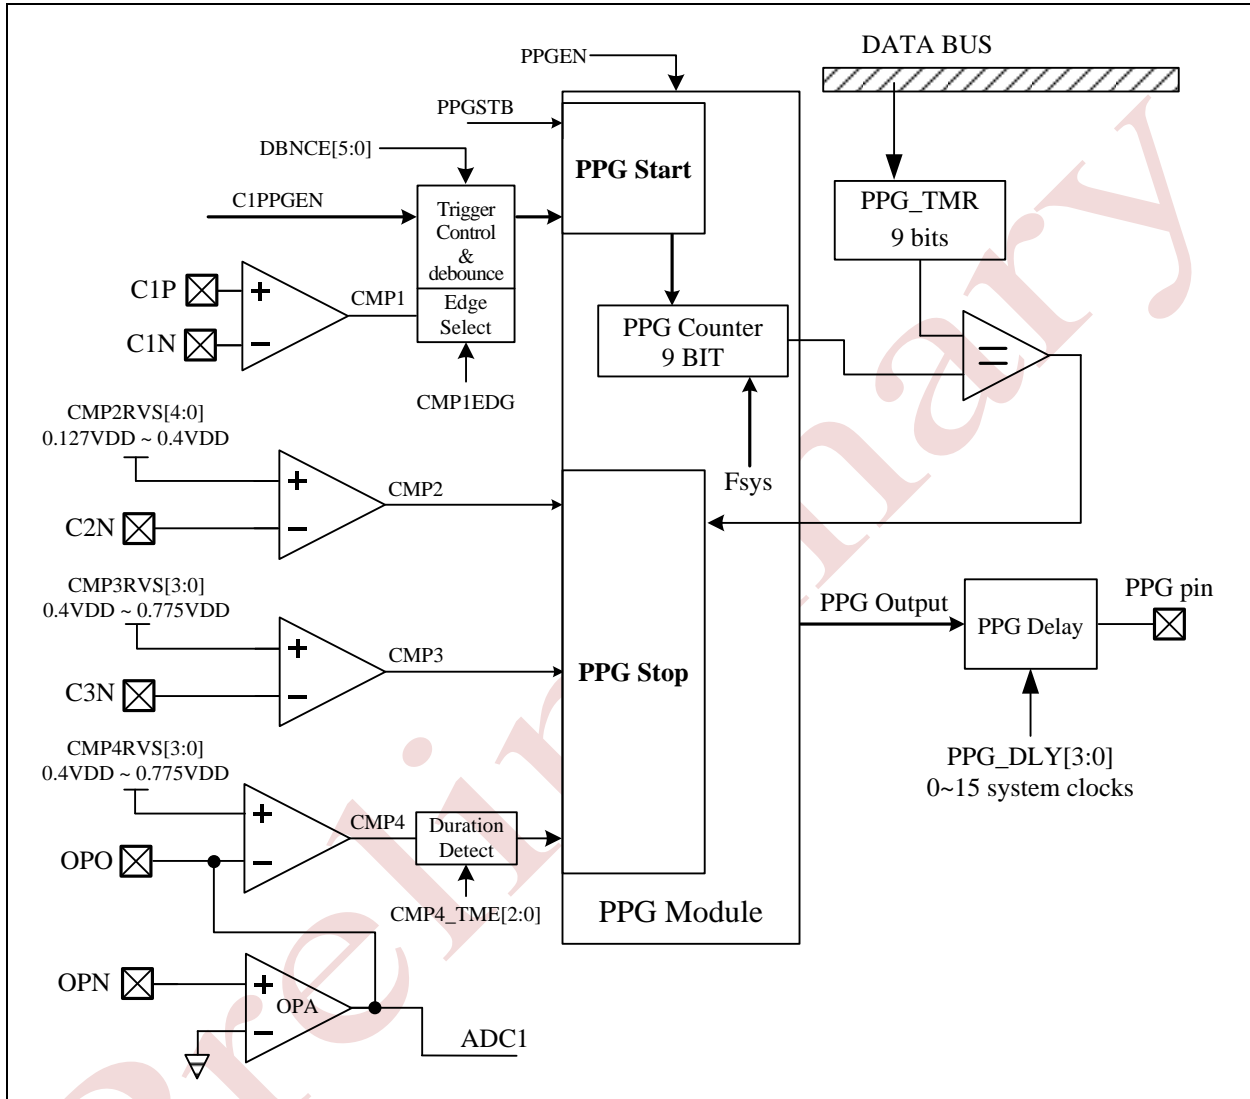 DATA BUS
PPGEN
PPGSTB
DBNCE[5:0]
PPG Start
C1PPGEN
Trigger
Control
&
debounce
PPG_TMR
9 bits
C1P
+
CMP1
Edge
Select
C1N
−
PPG Counter
9 BIT
=
CMP1EDG
CMP2RVS[4:0]
0.127VDD ~ 0.4VDD
Fsys
+
CMP2
C2N
−
CMP3RVS[3:0]
0.4VDD ~ 0.775VDD
PPG Output
PPG pin
PPG Delay
+
CMP3
PPG Stop
C3N
−
CMP4RVS[3:0]
0.4VDD ~ 0.775VDD
PPG_DLY[3:0]
0~15 system clocks
+
CMP4
Duration
Detect
OPO
−
CMP4_TME[2:0]
PPG Module
OPN
+
OPA
−
ADC1
Preliminary